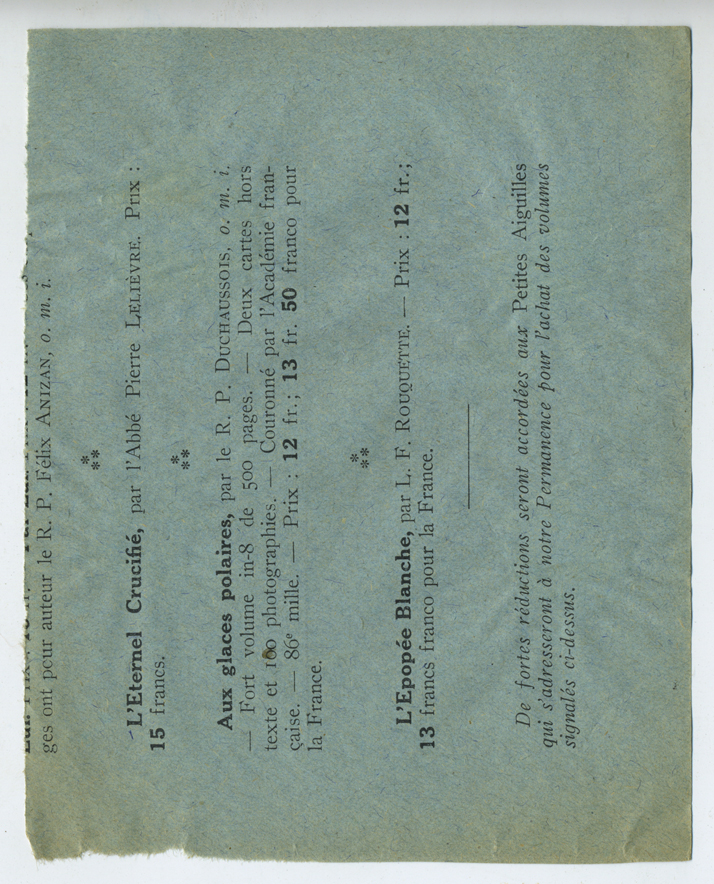 ges ont pour auteur le R. P. Félix ANIZAN, o. m. i.
⁂
L'Eternel Crucifié, par l'Abbé Pierre LELIÈVRE. Prix :
15 francs.
⁂
Aux glaces polaires, par le R. P. DUCHAUSSOIS, o. m. i.
— Fort volume in-8 de 500 pages. — Deux cartes hors
texte et 100 photographies. — Couronné par l'Académie fran-
çaise. — 86e mille. — Prix : 12 fr.; 13 fr. 50 franco pour
la France.
⁂
L'Epopée Blanche, par L. F. ROUQUETTE. — Prix : 12 fr.;
13 francs franco pour la France.
De fortes réductions seront accordées aux Petites Aiguilles
qui s'adresseront à notre Permanence pour l'achat des volumes
signalés ci-dessus.